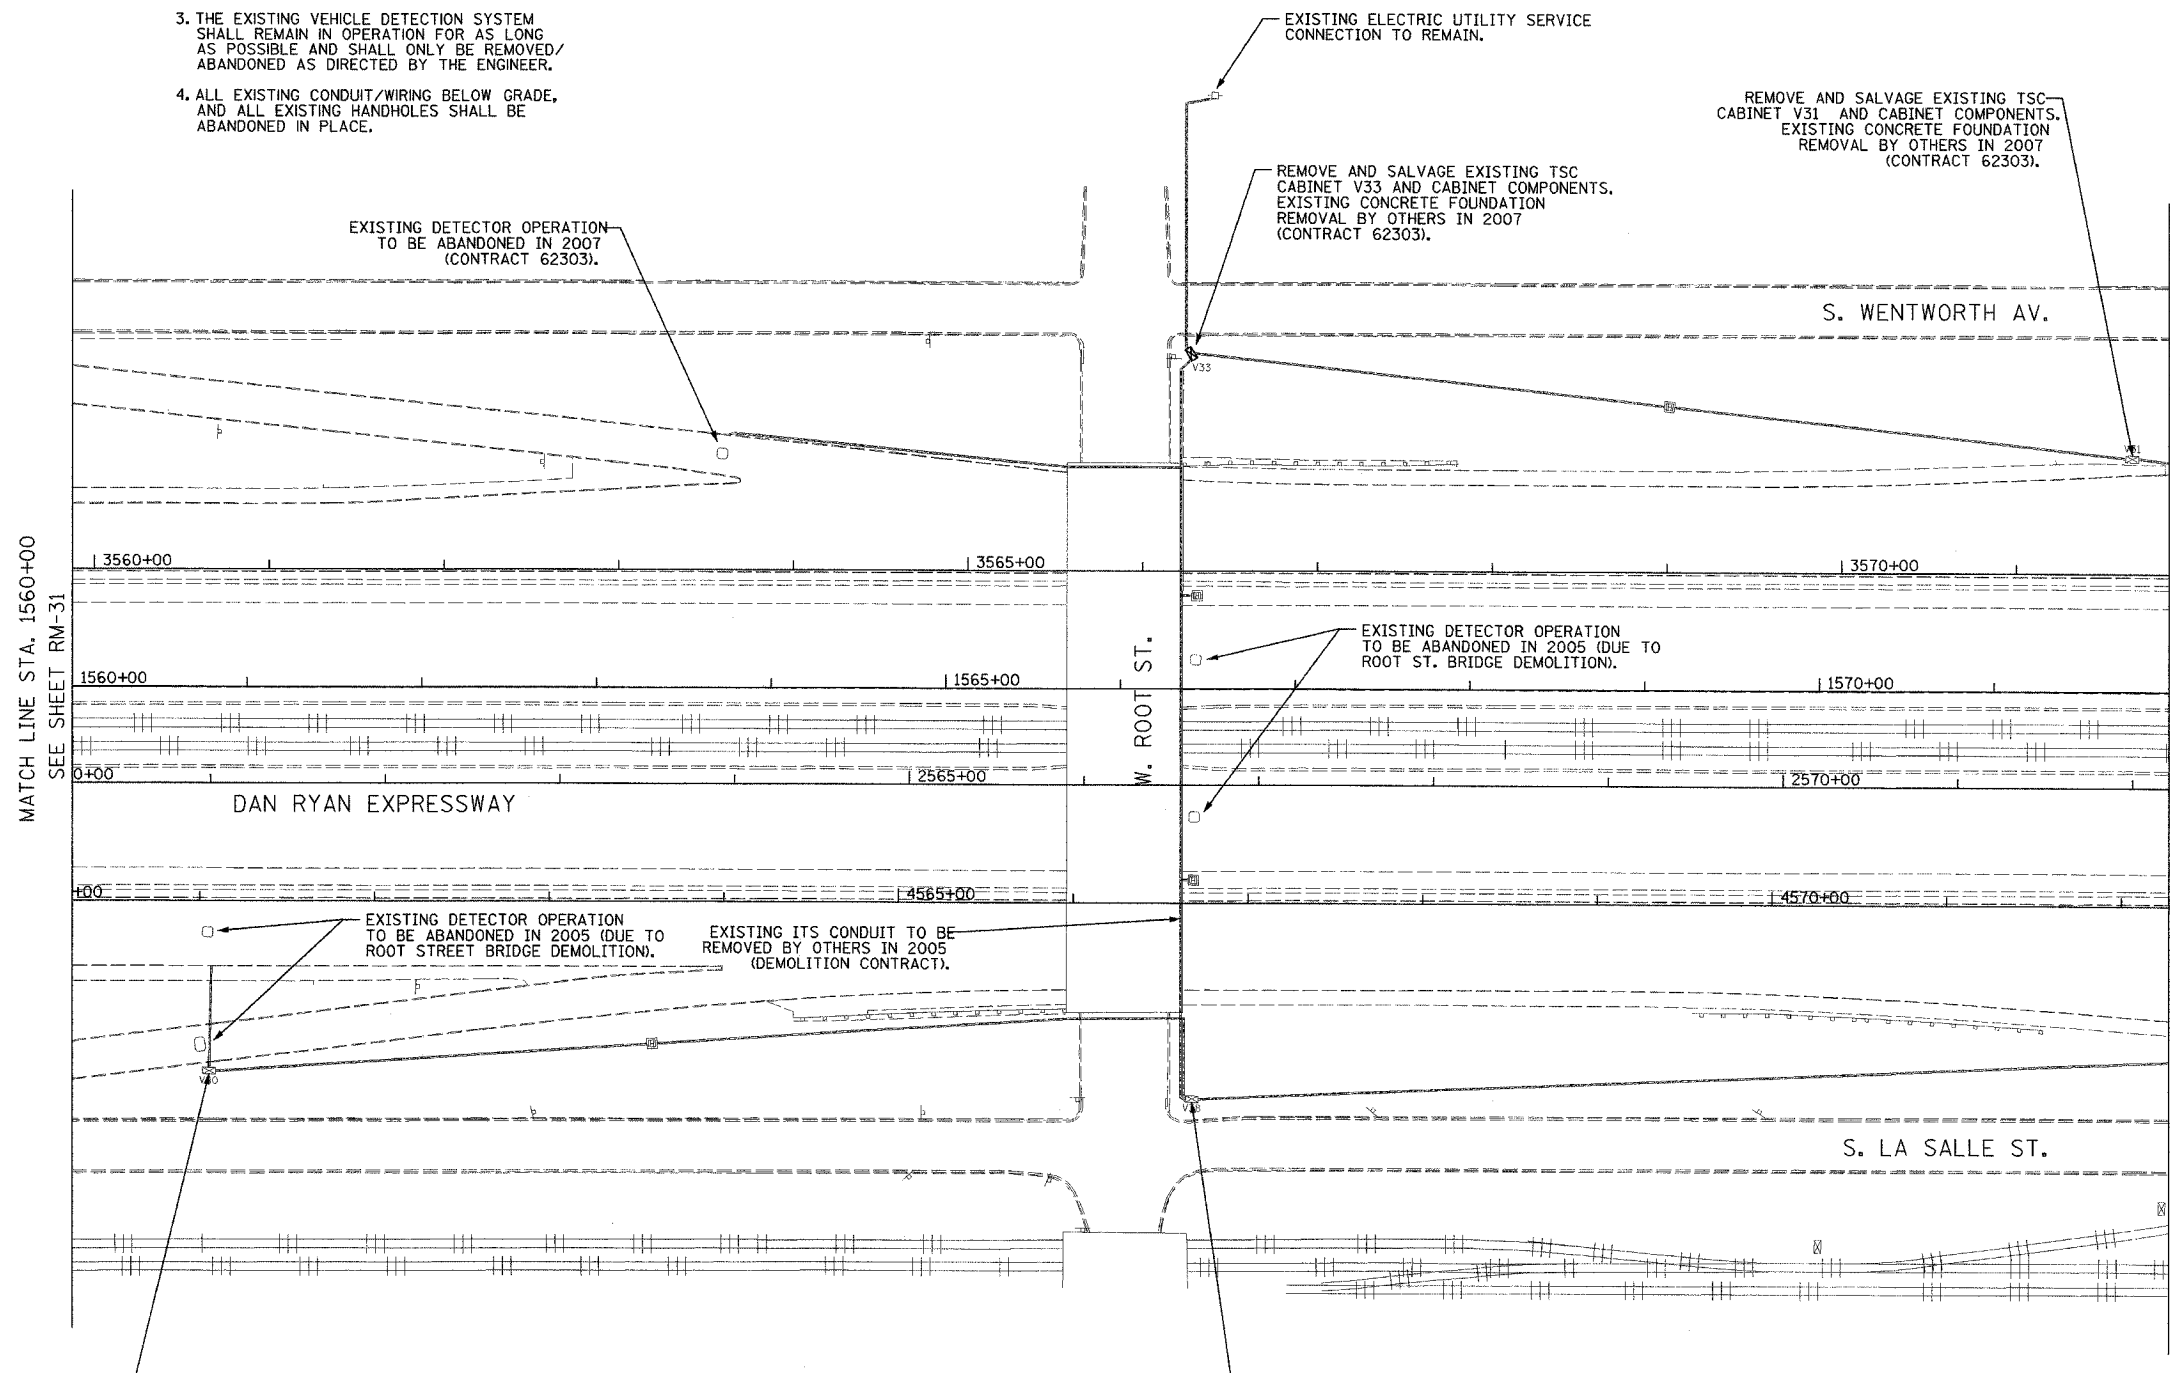 3. THE EXISTING VEHICLE DETECTION SYSTEM
SHALL REMAIN IN OPERATION FOR AS LONG
AS POSSIBLE AND SHALL ONLY BE REMOVED/
ABANDONED AS DIRECTED BY THE ENGINEER.
4. ALL EXISTING CONDUIT/WIRING BELOW GRADE,
AND ALL EXISTING HANDHOLES SHALL BE
ABANDONED IN PLACE.
EXISTING ELECTRIC UTILITY SERVICE
CONNECTION TO REMAIN.
REMOVE AND SALVAGE EXISTING TSC
CABINET V31 AND CABINET COMPONENTS.
EXISTING CONCRETE FOUNDATION
REMOVAL BY OTHERS IN 2007
(CONTRACT 62303).
REMOVE AND SALVAGE EXISTING TSC
CABINET V33 AND CABINET COMPONENTS.
EXISTING CONCRETE FOUNDATION
REMOVAL BY OTHERS IN 2007
(CONTRACT 62303).
EXISTING DETECTOR OPERATION
TO BE ABANDONED IN 2007
(CONTRACT 62303).
S. WENTWORTH AV.
V33
MATCH LINE STA. 1560+00
SEE SHEET RM-31
3560+00
3565+00
3570+00
EXISTING DETECTOR OPERATION
TO BE ABANDONED IN 2005 (DUE TO
ROOT ST. BRIDGE DEMOLITION).
W. ROOT ST.
1560+00
1565+00
1570+00
0+00
2565+00
2570+00
DAN RYAN EXPRESSWAY
+00
4565+00
4570+00
EXISTING DETECTOR OPERATION
TO BE ABANDONED IN 2005 (DUE TO
ROOT STREET BRIDGE DEMOLITION).
EXISTING ITS CONDUIT TO BE
REMOVED BY OTHERS IN 2005
(DEMOLITION CONTRACT).
S. LA SALLE ST.